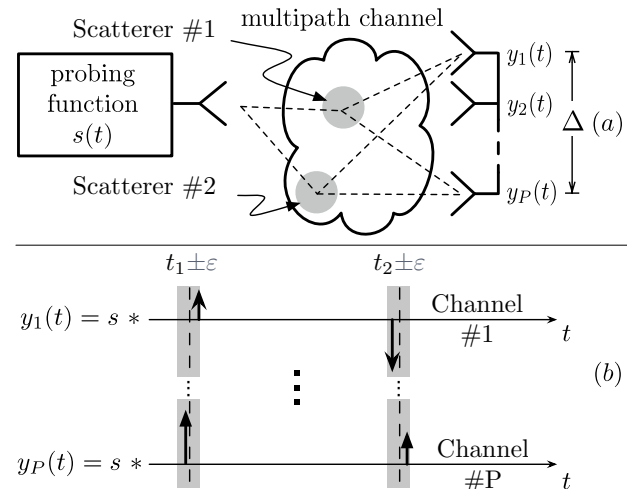 multipath channel
Scatterer #1
probing
function
s(t)
y₁(t)
y₂(t)
Δ (a)
Scatterer #2
y_P(t)
t₁±ε
t₂±ε
y₁(t) = s ∗
Channel
#1
t
(b)
y_P(t) = s ∗
Channel
#P
t